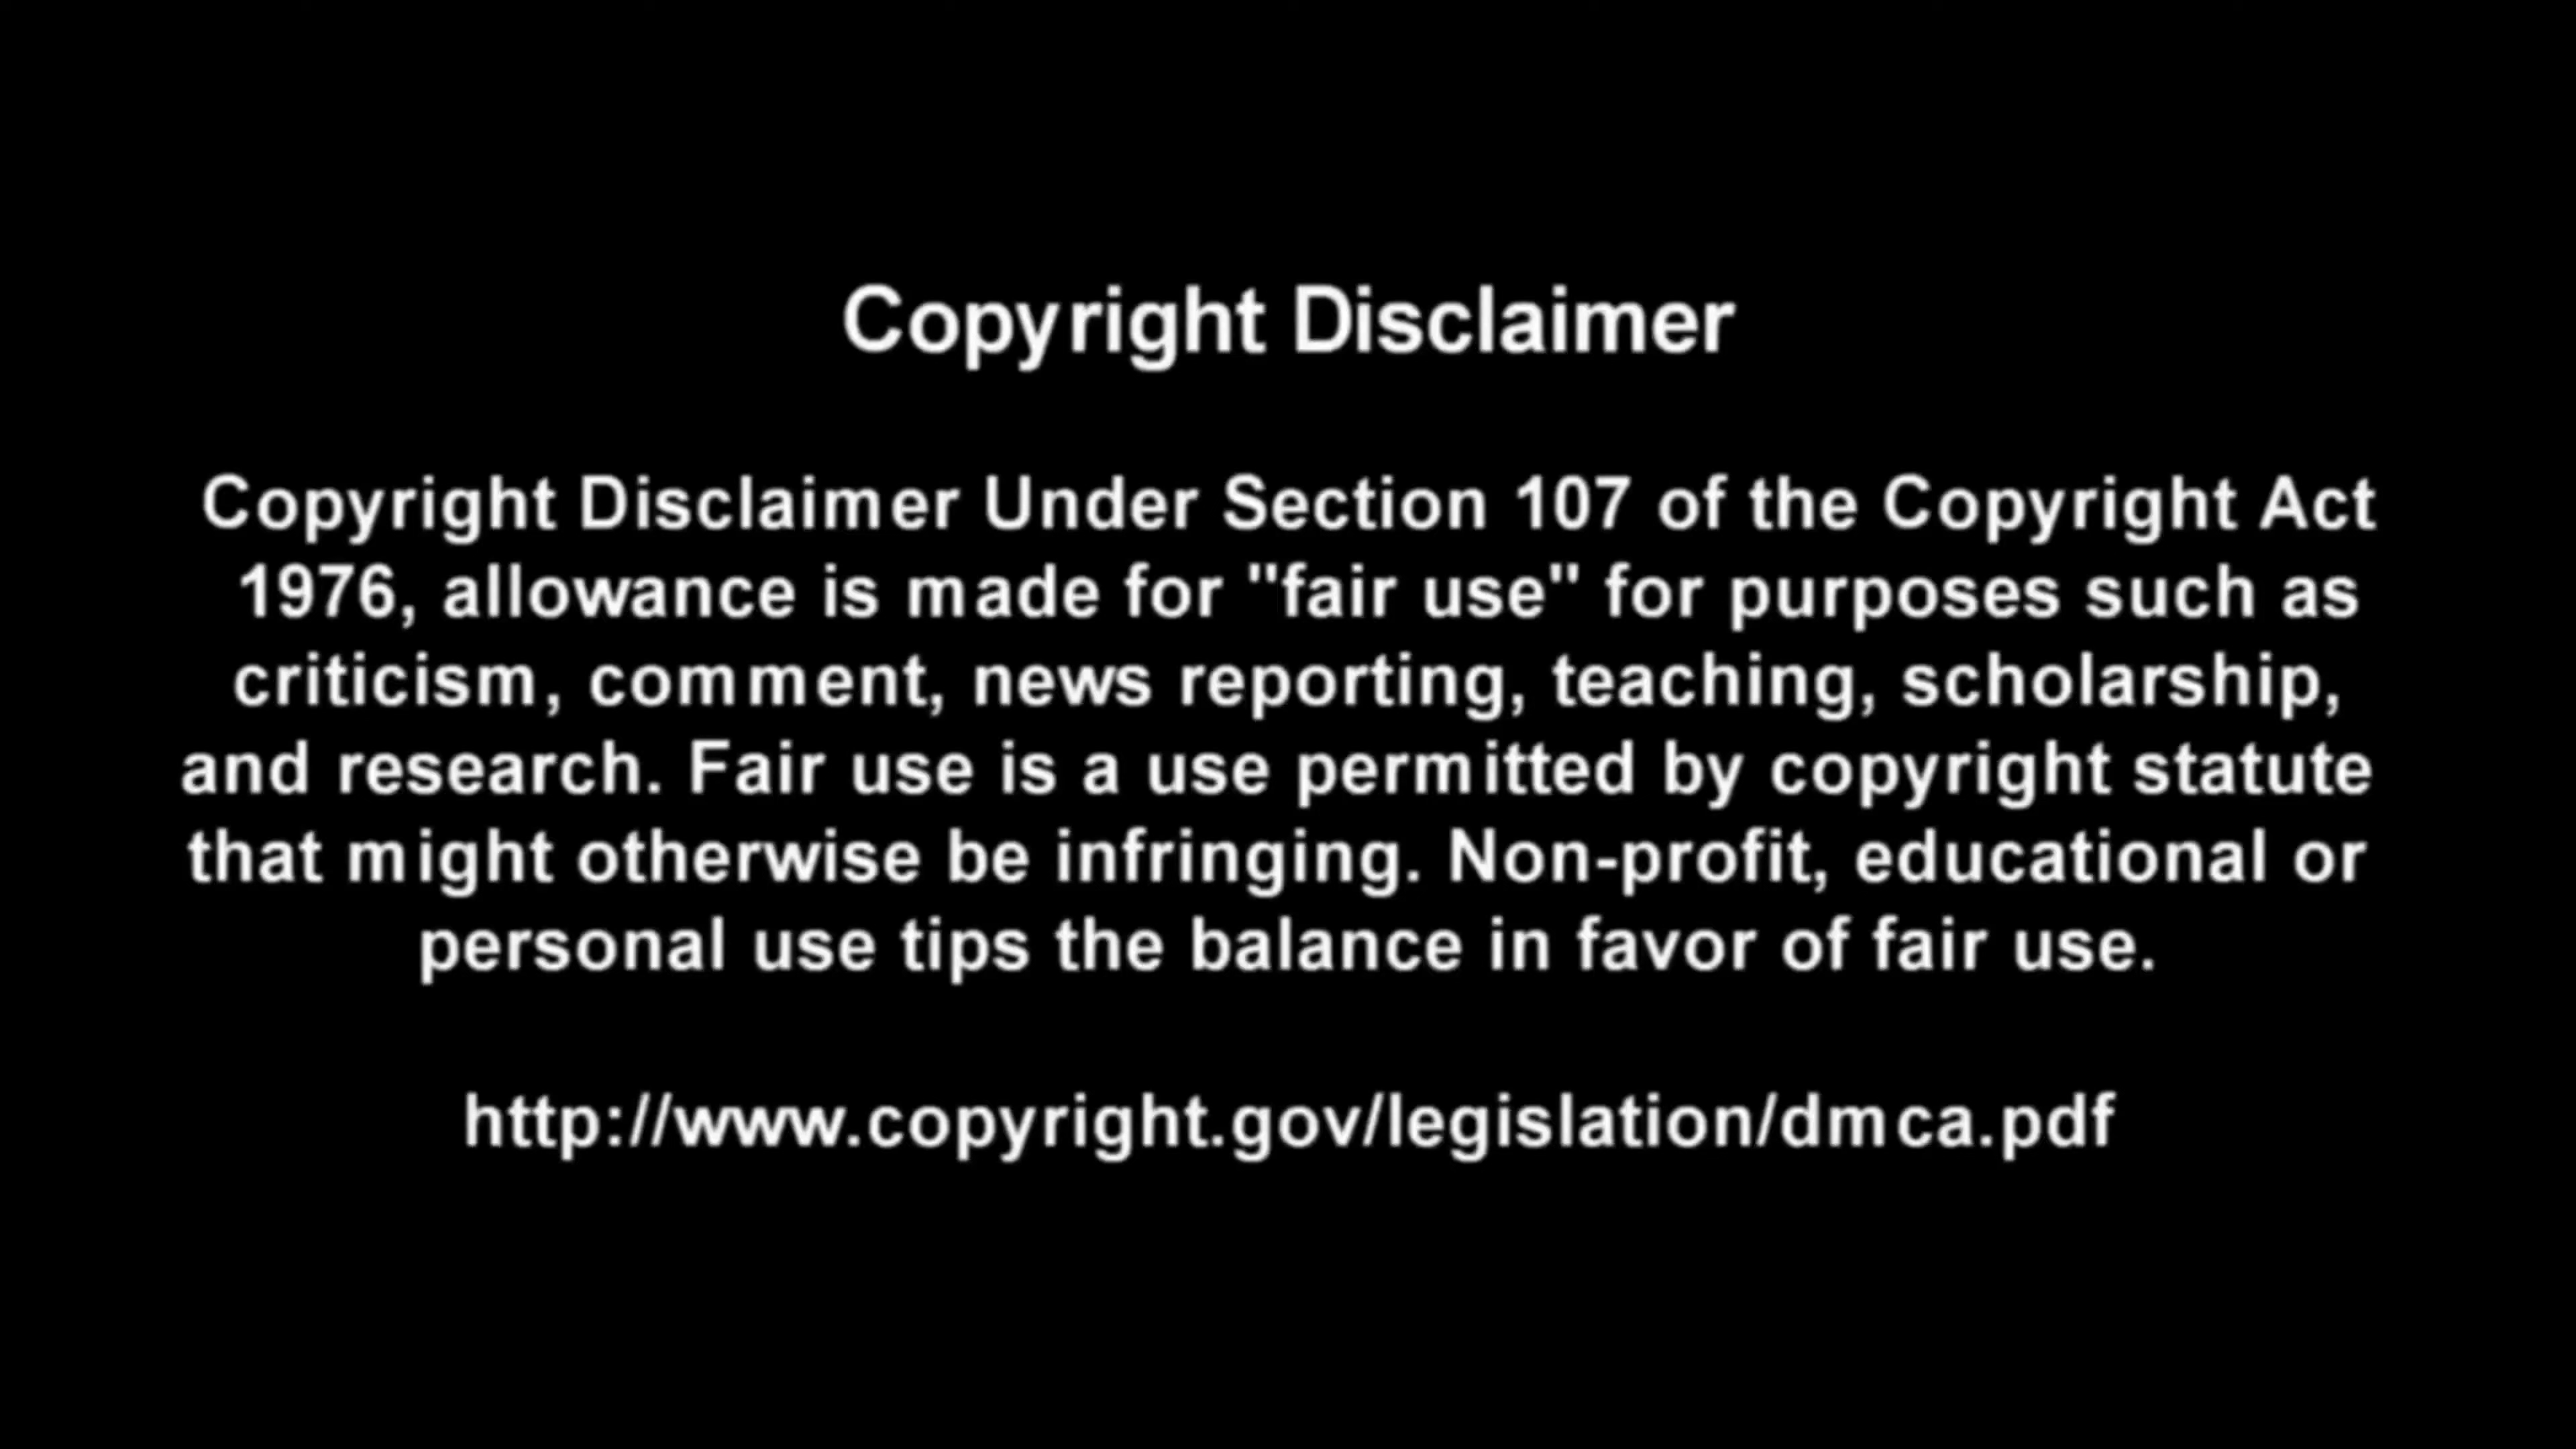 Copyright Disclaimer
Copyright Disclaimer Under Section 107 of the Copyright Act
1976, allowance is made for "fair use" for purposes such as
criticism, comment, news reporting, teaching, scholarship,
and research. Fair use is a use permitted by copyright statute
that might otherwise be infringing. Non-profit, educational or
personal use tips the balance in favor of fair use.
http://www.copyright.gov/legislation/dmca.pdf